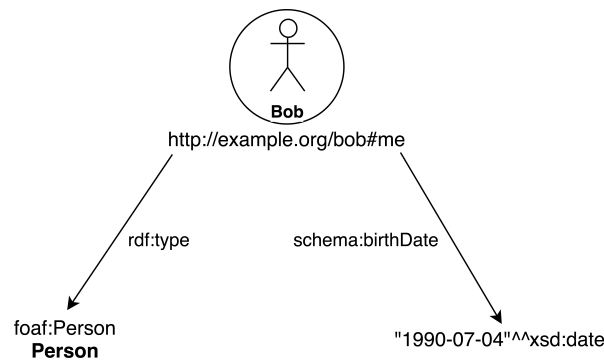 Bob
http://example.org/bob#me
rdf:type
schema:birthDate
foaf:Person
Person
"1990-07-04"^^xsd:date